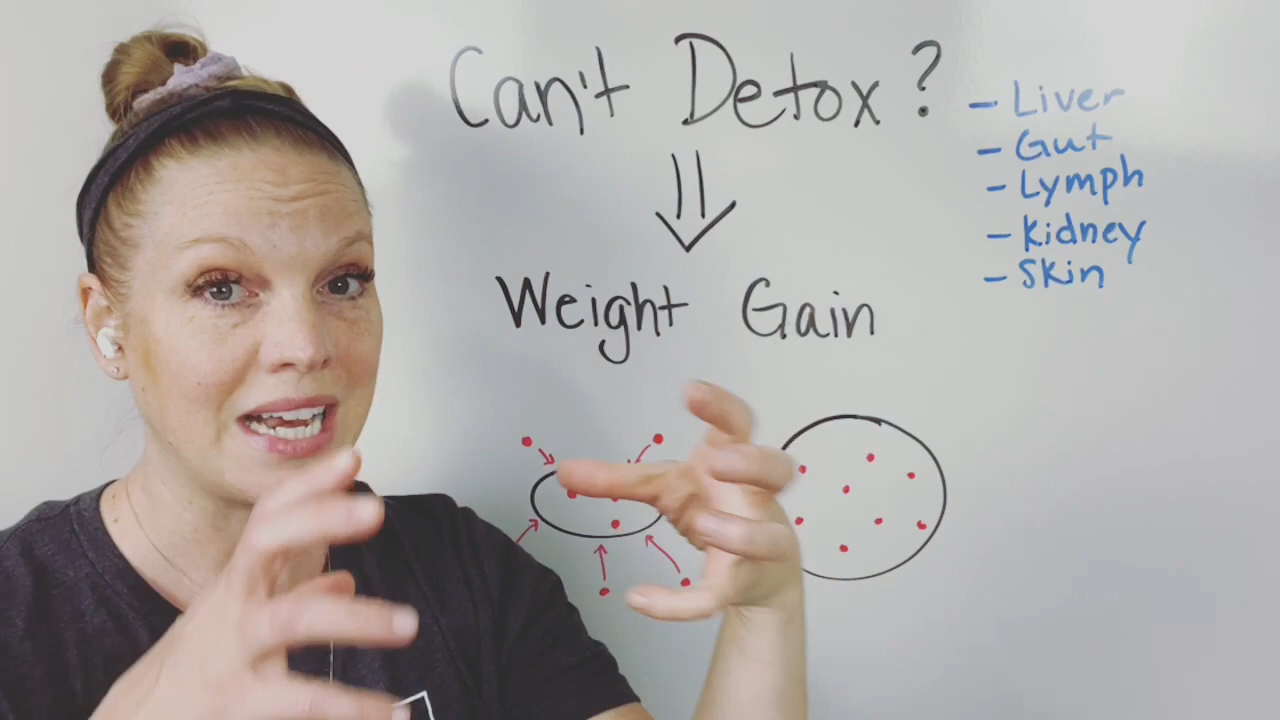 Can't Detox?
Weight Gain
- Liver
- Gut
- Lymph
- Kidney
- Skin